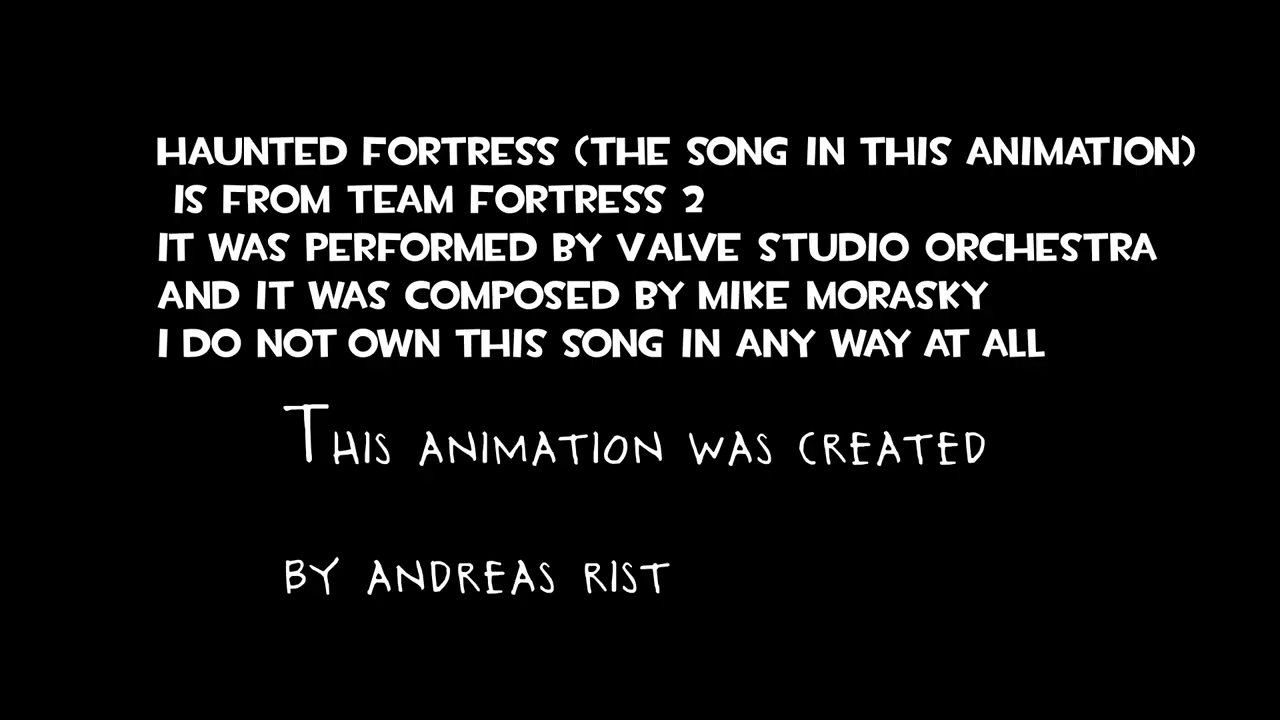 HAUNTED FORTRESS (THE SONG IN THIS ANIMATION)
IS FROM TEAM FORTRESS 2
IT WAS PERFORMED BY VALVE STUDIO ORCHESTRA
AND IT WAS COMPOSED BY MIKE MORASKY
I DO NOT OWN THIS SONG IN ANY WAY AT ALL
THIS ANIMATION WAS CREATED
BY ANDREAS RIST